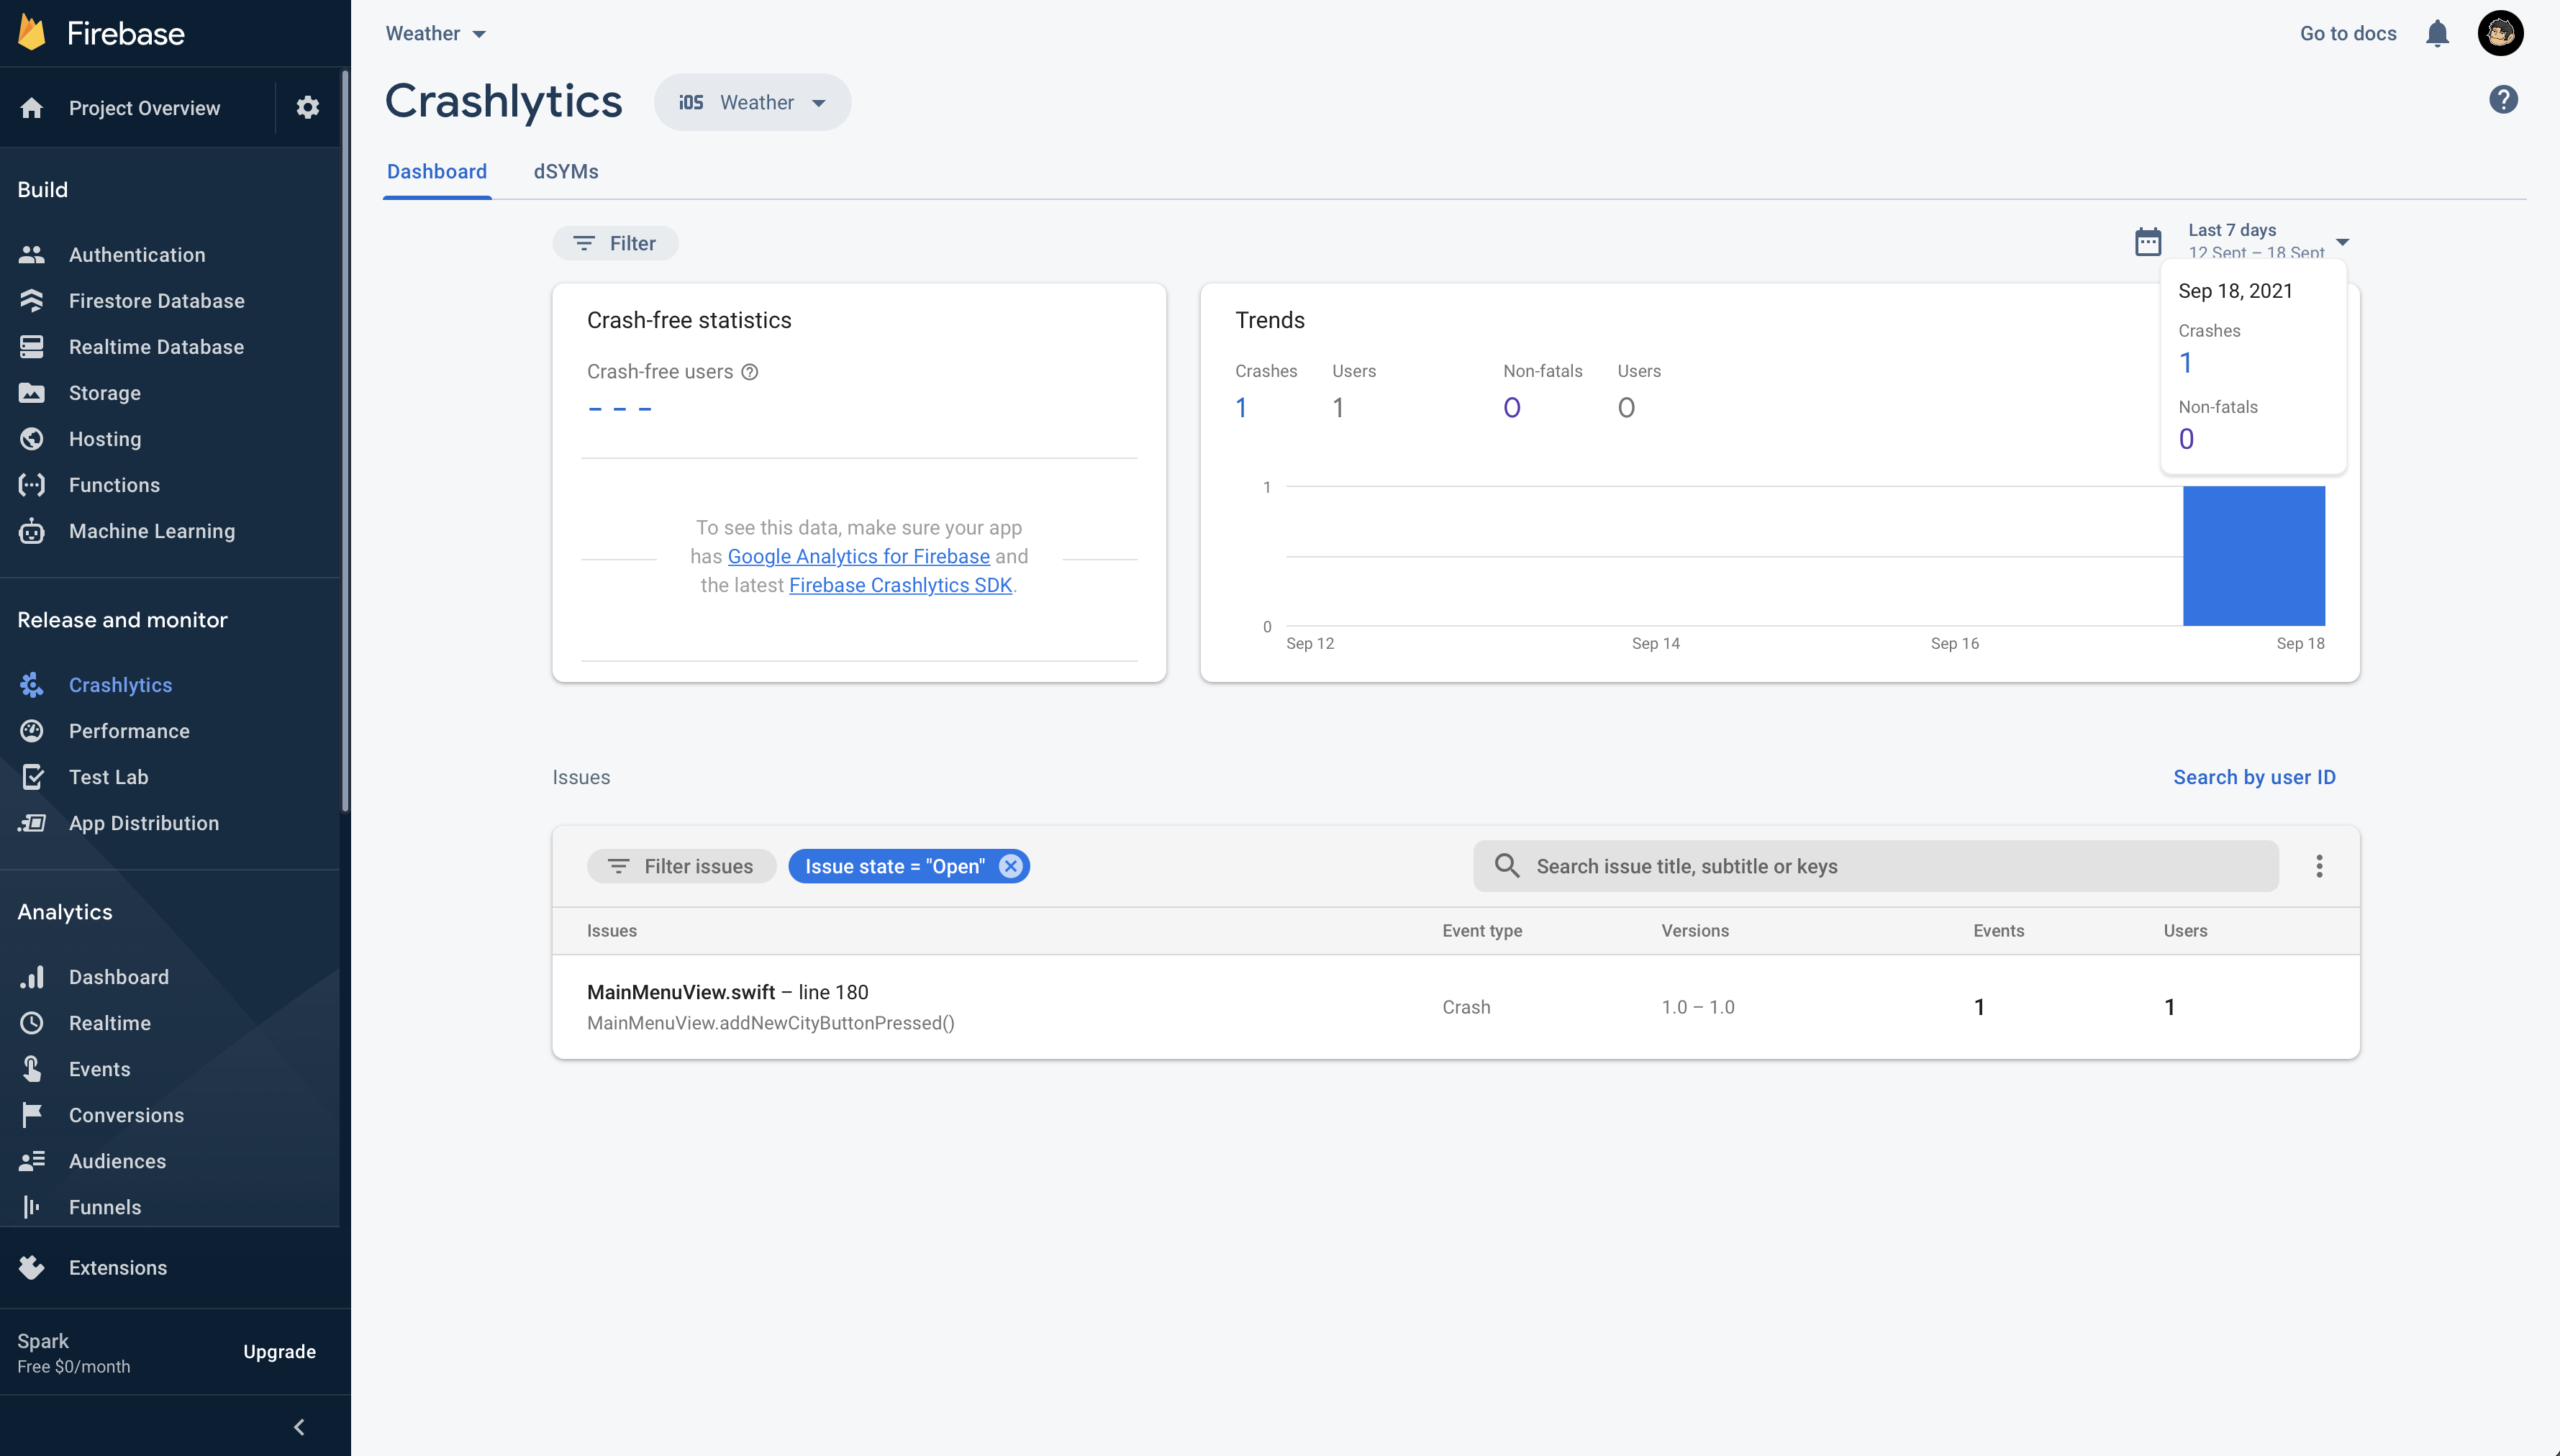 Firebase
Project Overview
Build
Authentication
Firestore Database
Realtime Database
Storage
Hosting
Functions
Machine Learning
Release and monitor
Crashlytics
Performance
Test Lab
App Distribution
Analytics
Dashboard
Realtime
Events
Conversions
Audiences
Funnels
Extensions
Spark
Free $0/month
Upgrade
Weather
Go to docs
Crashlytics
iOS Weather
Dashboard dSYMs
Filter
Last 7 days
12 Sept – 18 Sept
Crash-free statistics
Crash-free users
- - -
To see this data, make sure your app
has Google Analytics for Firebase and
the latest Firebase Crashlytics SDK.
Trends
Crashes Users Non-fatals Users
1 1 0 0
Sep 18, 2021
Crashes
1
Non-fatals
0
1
0
Sep 12 Sep 14 Sep 16 Sep 18
Issues
Search by user ID
Filter issues Issue state = "Open" Search issue title, subtitle or keys
Issues Event type Versions Events Users
MainMenuView.swift – line 180
MainMenuView.addNewCityButtonPressed()
Crash 1.0 – 1.0 1 1